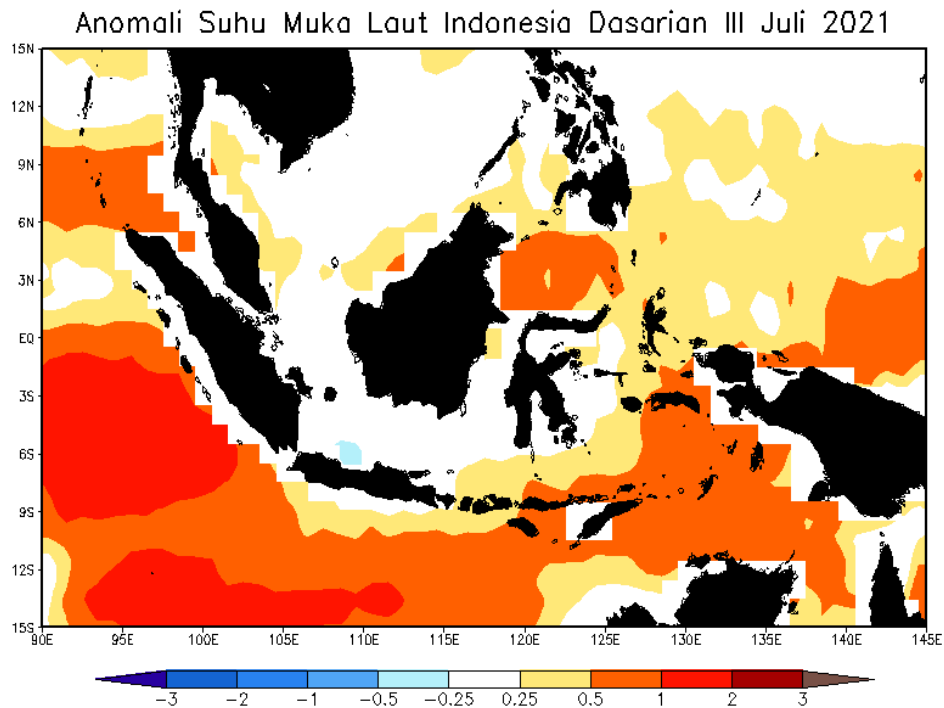 Anomali Suhu Muka Laut Indonesia Dasarian III Juli 2021
15N
12N
9N
6N
3N
EQ
3S
6S
9S
12S
15S
90E 95E 100E 105E 110E 115E 120E 125E 130E 135E 140E 145E
-3 -2 -1 -0.5 -0.25 0.25 0.5 1 2 3